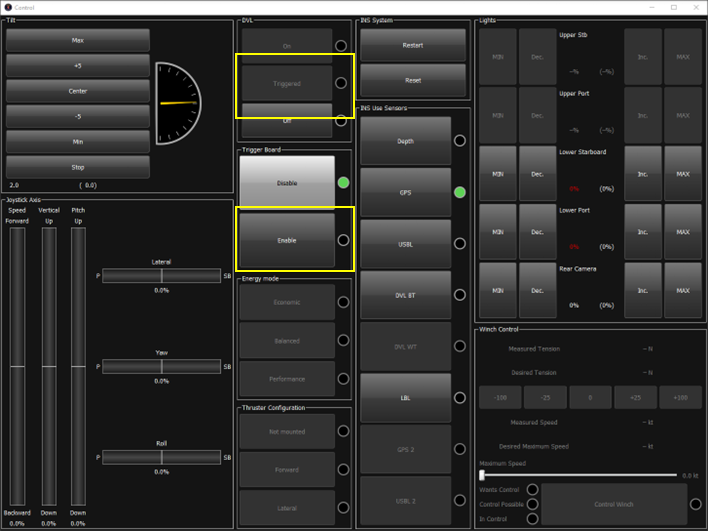 Control
Tilt
Max
+5
Center
-5
Min
Stop
2.0 ( 0.0)
Joystick Axis
Speed Vertical Pitch
Forward Up Up
Lateral
P SB
0.0%
Yaw
P SB
0.0%
Roll
P SB
0.0%
Backward Down Down
0.0% 0.0% 0.0%
DVL
On
Triggered
Off
Trigger Board
Disable
Enable
Energy mode
Economic
Balanced
Performance
Thruster Configuration
Not mounted
Forward
Lateral
INS System
Restart
Reset
INS Use Sensors
Depth
GPS
USBL
DVL BT
DVL WT
LBL
GPS 2
USBL 2
Lights
Upper Stb
MIN Dec. --% (--%) Inc. MAX
Upper Port
MIN Dec. --% (--%) Inc. MAX
Lower Starboard
MIN Dec. 0% (0%) Inc. MAX
Lower Port
MIN Dec. 0% (0%) Inc. MAX
Rear Camera
MIN Dec. 0% (0%) Inc. MAX
Winch Control
Measured Tension -- N
Desired Tension -- N
-100 -25 0 +25 +100
Measured Speed -- kt
Desired Maximum Speed -- kt
Maximum Speed
0.0 kt
Wants Control
Control Possible
In Control
Control Winch